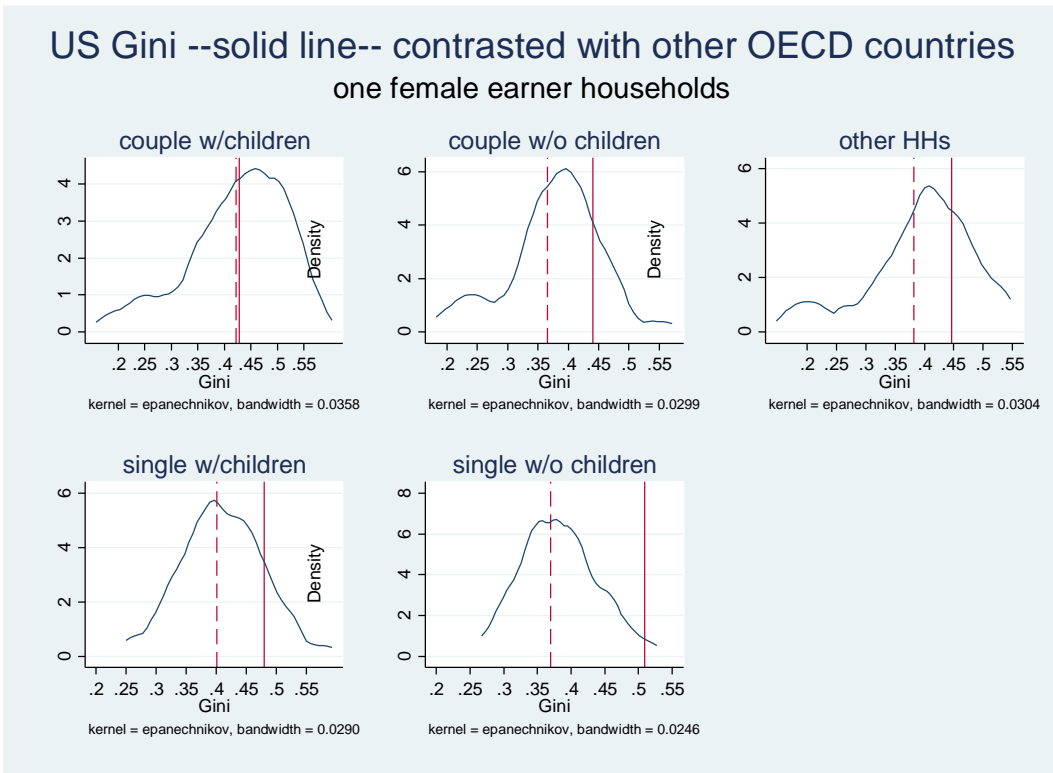 US Gini --solid line-- contrasted with other OECD countries
one female earner households
couple w/children
4
3
2
1
0
.2 .25 .3 .35 .4 .45 .5 .55
Gini
kernel = epanechnikov, bandwidth = 0.0358
couple w/o children
Density
6
4
2
0
.2 .25 .3 .35 .4 .45 .5 .55
Gini
kernel = epanechnikov, bandwidth = 0.0299
other HHs
Density
6
4
2
0
.15 .2 .25 .3 .35 .4 .45 .5 .55
Gini
kernel = epanechnikov, bandwidth = 0.0304
single w/children
6
4
2
0
.2 .25 .3 .35 .4 .45 .5 .55
Gini
kernel = epanechnikov, bandwidth = 0.0290
single w/o children
Density
8
6
4
2
0
.2 .25 .3 .35 .4 .45 .5 .55
Gini
kernel = epanechnikov, bandwidth = 0.0246